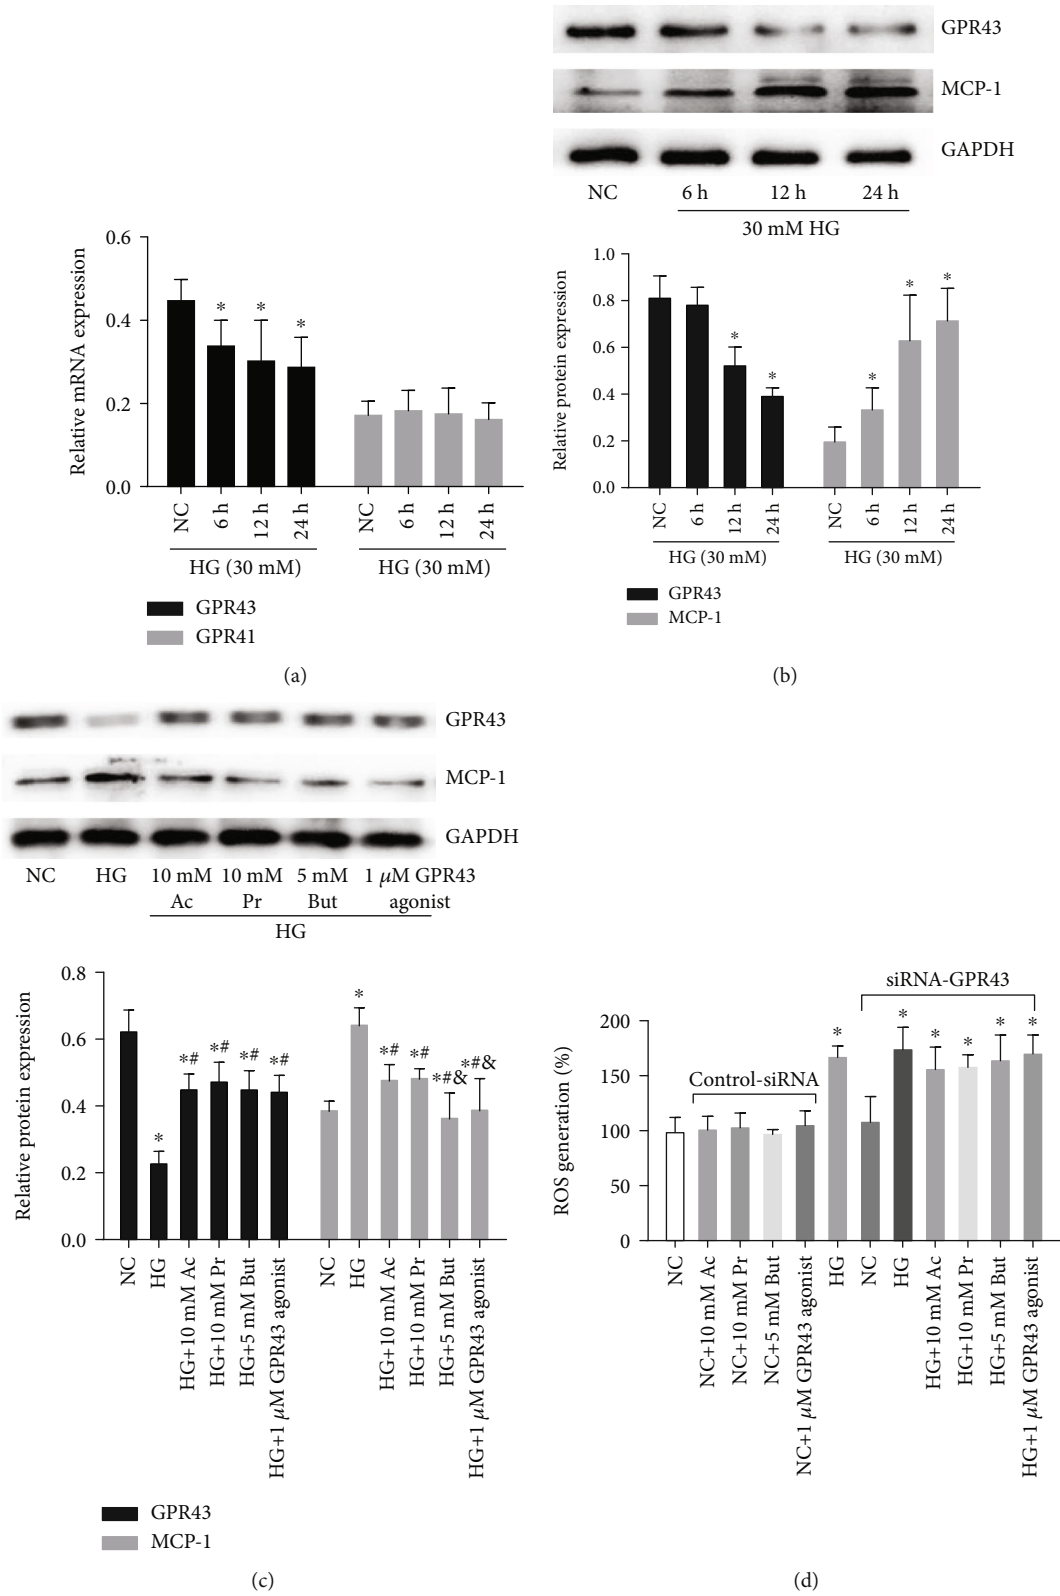 GPR43
MCP-1
GAPDH
NC 6 h 12 h 24 h
30 mM HG
Relative mRNA expression
0.6
0.4
0.2
0.0
* * *
NC 6 h 12 h 24 h NC 6 h 12 h 24 h
HG (30 mM) HG (30 mM)
GPR43
GPR41
(a)
Relative protein expression
1.0
0.8
0.6
0.4
0.2
0.0
* * * * *
NC 6 h 12 h 24 h NC 6 h 12 h 24 h
HG (30 mM) HG (30 mM)
GPR43
MCP-1
(b)
GPR43
MCP-1
GAPDH
NC HG 10 mM 10 mM 5 mM 1 μM GPR43
Ac Pr But agonist
HG
Relative protein expression
0.8
0.6
0.4
0.2
0.0
* *# *# *# *# * *# *# *#& *#&
NC
HG
HG+10 mM Ac
HG+10 mM Pr
HG+5 mM But
HG+1 μM GPR43 agonist
NC
HG
HG+10 mM Ac
HG+10 mM Pr
HG+5 mM But
HG+1 μM GPR43 agonist
GPR43
MCP-1
(c)
ROS generation (%)
200
150
100
50
0
siRNA-GPR43
Control-siRNA
* * * * * *
NC
NC+10 mM Ac
NC+10 mM Pr
NC+5 mM But
NC+1 μM GPR43 agonist
HG
NC
HG
HG+10 mM Ac
HG+10 mM Pr
HG+5 mM But
HG+1 μM GPR43 agonist
(d)